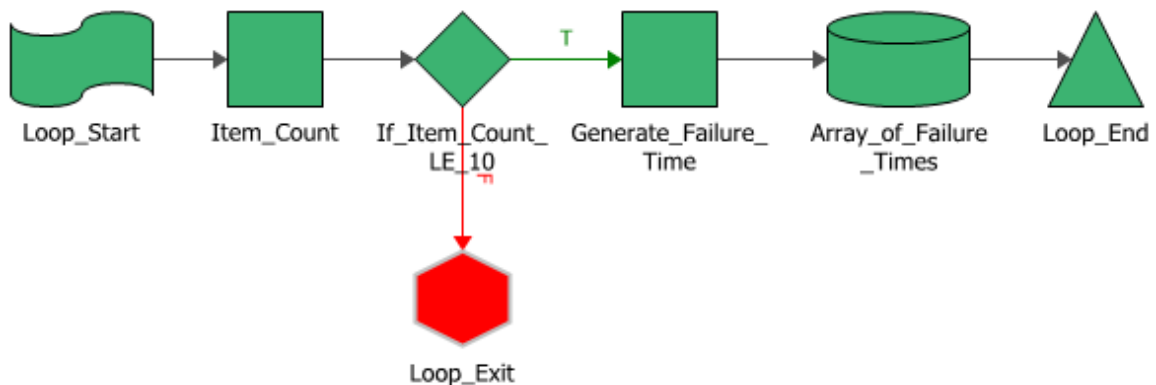 T
Loop_Start
Item_Count
If_Item_Count_
LE_10
Generate_Failure_
Time
Array_of_Failure
_Times
Loop_End
F
Loop_Exit